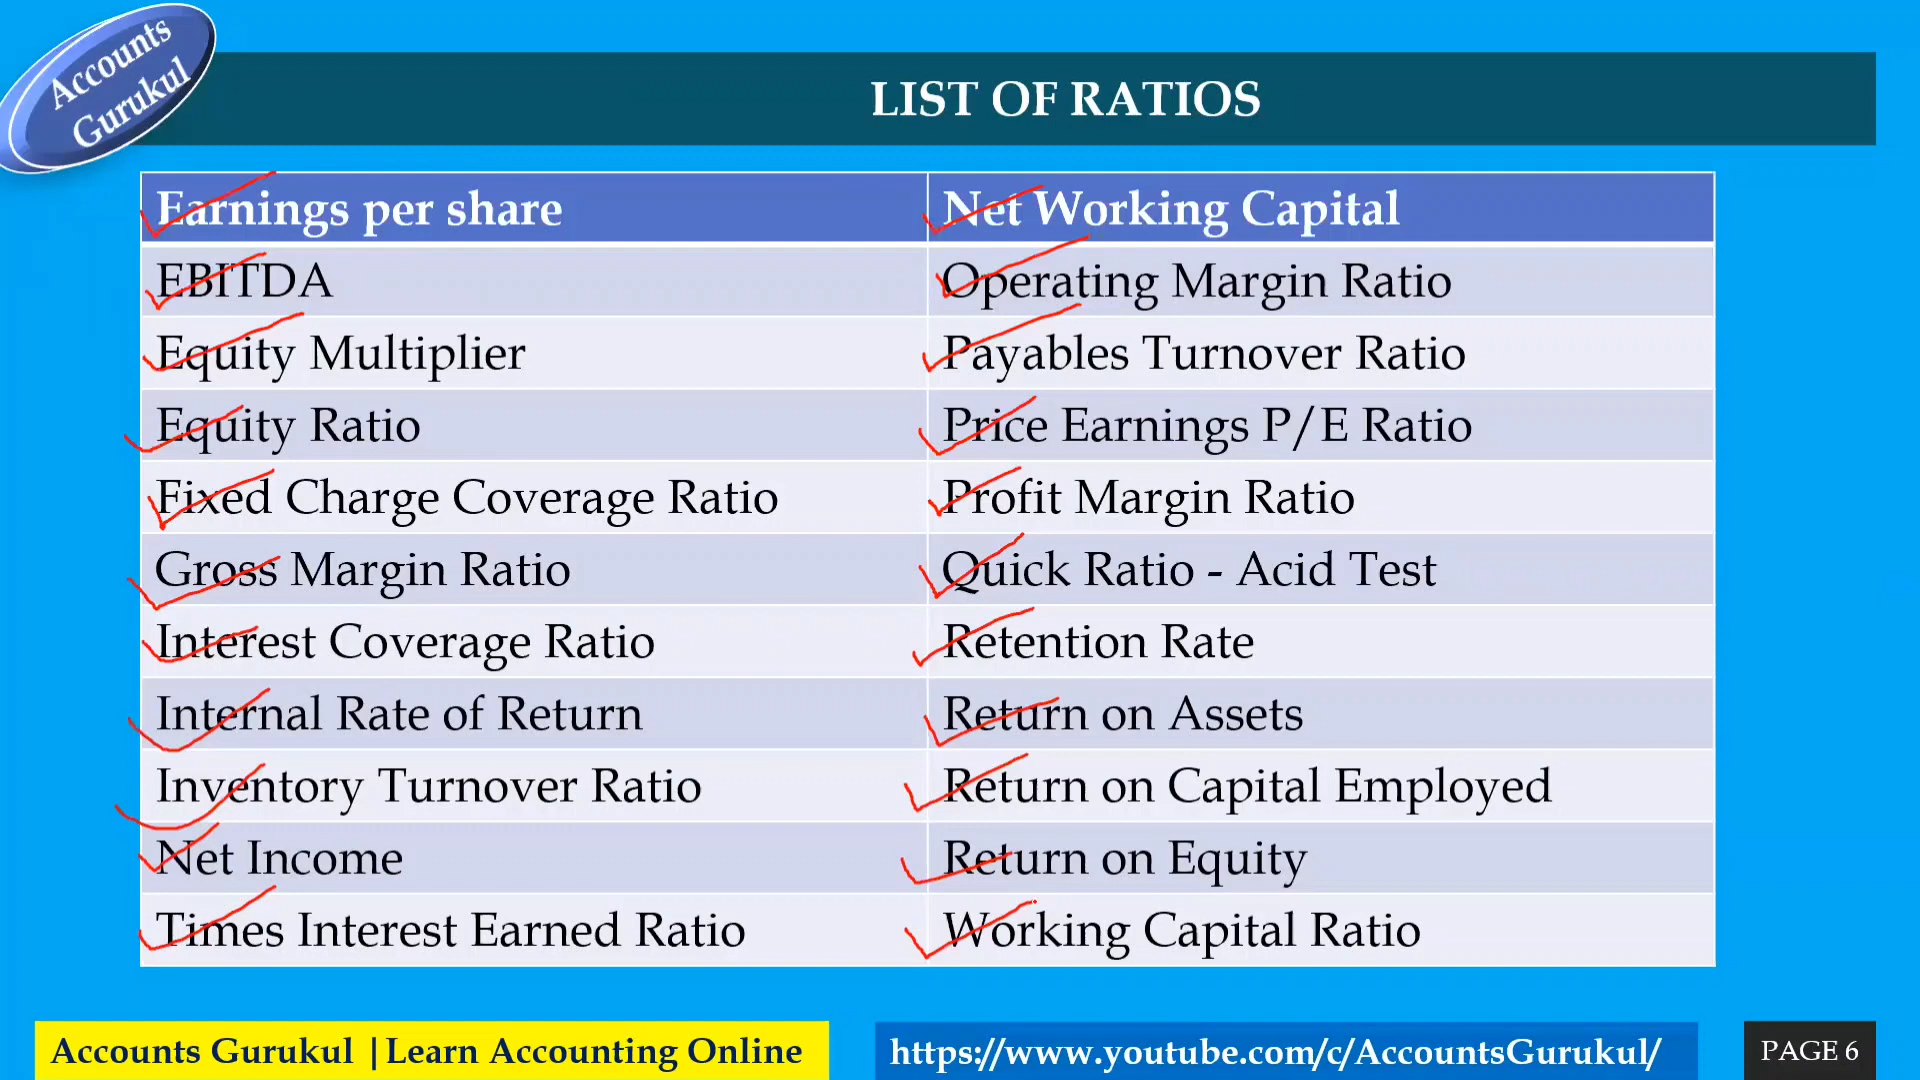 Accounts
Gurukul
LIST OF RATIOS
Earnings per share
Net Working Capital
EBITDA
Operating Margin Ratio
Equity Multiplier
Payables Turnover Ratio
Equity Ratio
Price Earnings P/E Ratio
Fixed Charge Coverage Ratio
Profit Margin Ratio
Gross Margin Ratio
Quick Ratio - Acid Test
Interest Coverage Ratio
Retention Rate
Internal Rate of Return
Return on Assets
Inventory Turnover Ratio
Return on Capital Employed
Net Income
Return on Equity
Times Interest Earned Ratio
Working Capital Ratio
Accounts Gurukul |Learn Accounting Online
https://www.youtube.com/c/AccountsGurukul/
PAGE 6